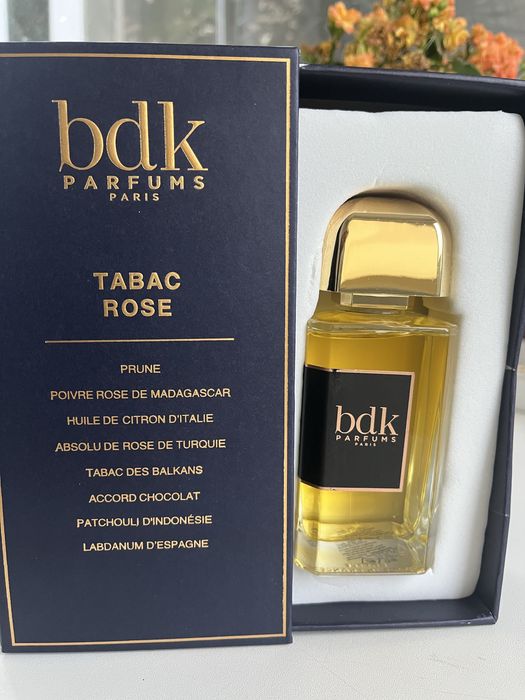 bdk
PARFUMS
PARIS
TABAC
ROSE
PRUNE
POIVRE ROSE DE MADAGASCAR
HUILE DE CITRON D'ITALIE
ABSOLU DE ROSE DE TURQUIE
TABAC DES BALKANS
ACCORD CHOCOLAT
PATCHOULI D'INDONÉSIE
LABDANUM D'ESPAGNE
bdk
PARFUMS
PARIS